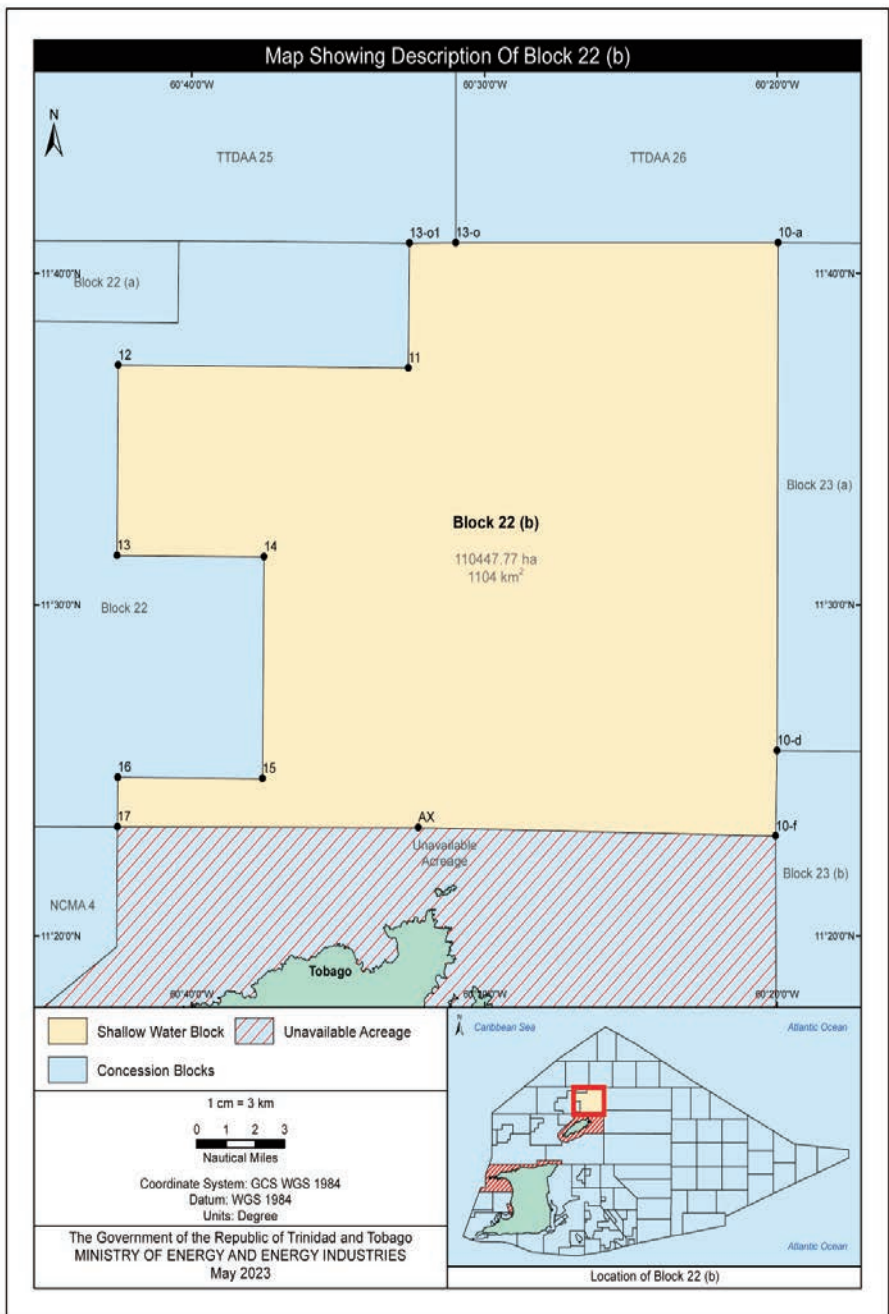 Map Showing Description Of Block 22 (b)
60°40'0"W
60°30'0"W
60°20'0"W
N
TTDAA 25
TTDAA 26
13-o1
13-o
10-a
11°40'0"N
11°40'0"N
Block 22 (a)
12
11
Block 23 (a)
Block 22 (b)
110447.77 ha
1104 km²
13
14
11°30'0"N
Block 22
11°30'0"N
10-d
16
15
17
AX
10-f
Unavailable
Acreage
Block 23 (b)
NCMA 4
11°20'0"N
11°20'0"N
Tobago
60°40'0"W
60°20'0"W
Shallow Water Block
Unavailable Acreage
Concession Blocks
1 cm = 3 km
0 1 2 3
Nautical Miles
Coordinate System: GCS WGS 1984
Datum: WGS 1984
Units: Degree
The Government of the Republic of Trinidad and Tobago
MINISTRY OF ENERGY AND ENERGY INDUSTRIES
May 2023
N
Caribbean Sea
Atlantic Ocean
Atlantic Ocean
Location of Block 22 (b)